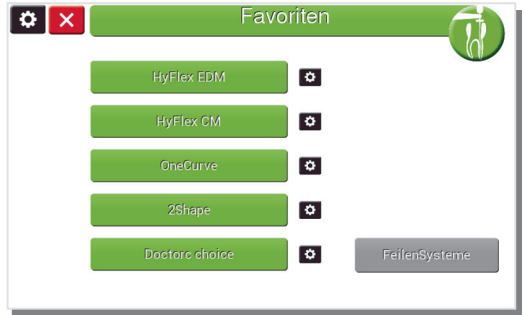 Favoriten
HyFlex EDM
HyFlex CM
OneCurve
2Shape
Doctorc choice
FeilenSysteme